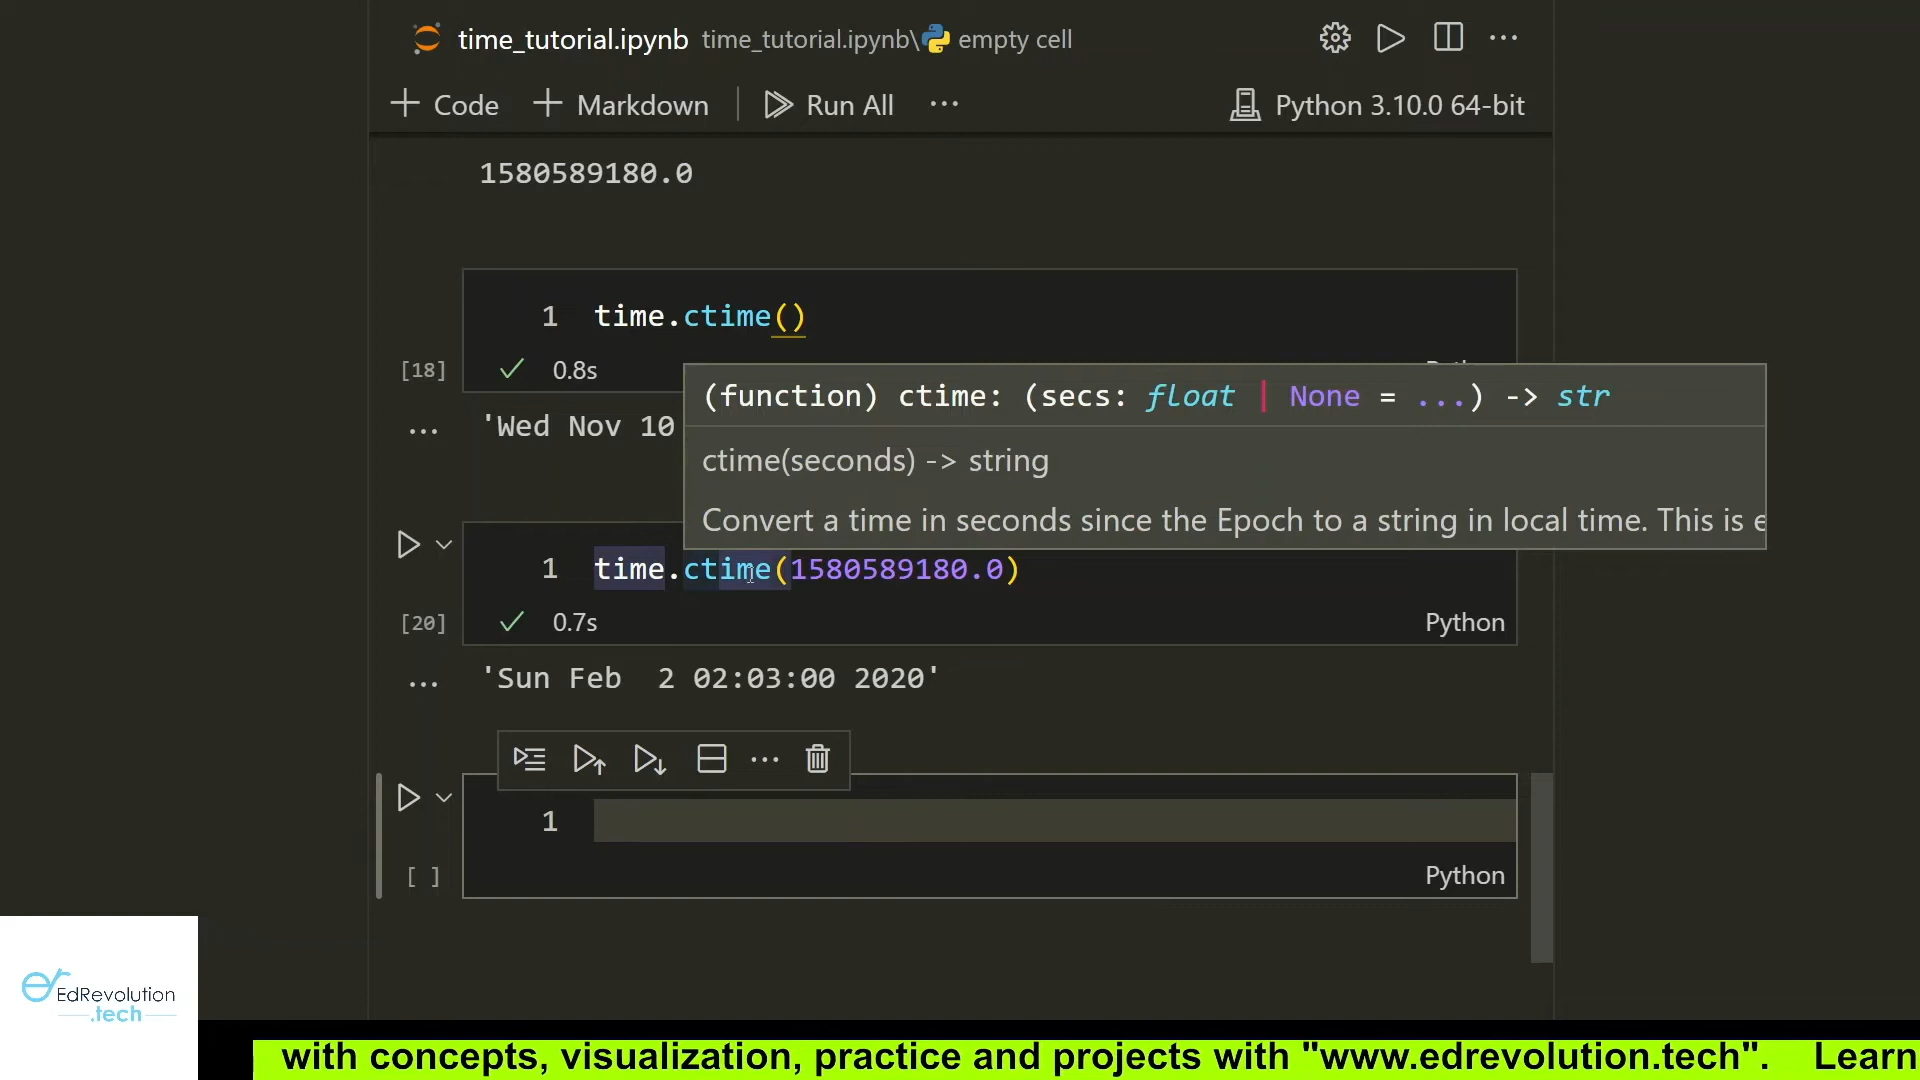 time_tutorial.ipynb time_tutorial.ipynb\ empty cell
Code Markdown Run All ··· Python 3.10.0 64-bit
1580589180.0
1 time.ctime()
[18] 0.8s
(function) ctime: (secs: float | None = ...) -> str
... 'Wed Nov 10
ctime(seconds) -> string
Convert a time in seconds since the Epoch to a string in local time. This is e
1 time.ctime(1580589180.0)
[20] 0.7s Python
... 'Sun Feb  2 02:03:00 2020'
1
[ ] Python
EdRevolution
.tech
with concepts, visualization, practice and projects with "www.edrevolution.tech". Learn